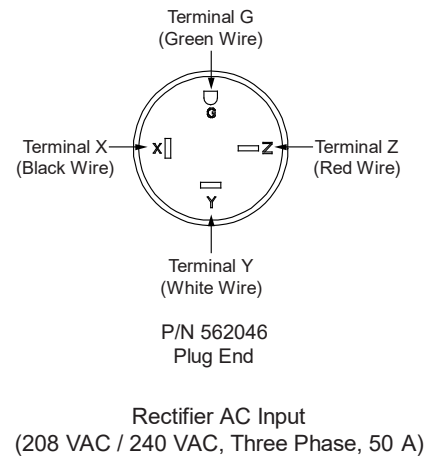 Terminal G
(Green Wire)
G
Terminal X
(Black Wire)
X
Z
Terminal Z
(Red Wire)
Y
Terminal Y
(White Wire)
P/N 562046
Plug End
Rectifier AC Input
(208 VAC / 240 VAC, Three Phase, 50 A)